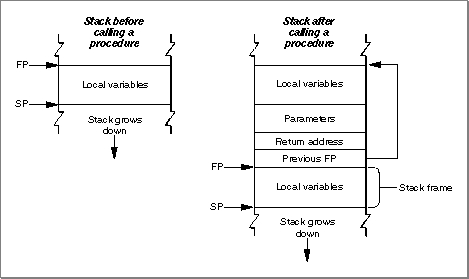 Stack before
calling a
procedure
FP
Local variables
SP
Stack grows
down
Stack after
calling a
procedure
Local variables
Parameters
Return address
Previous FP
FP
Local variables
Stack frame
SP
Stack grows
down